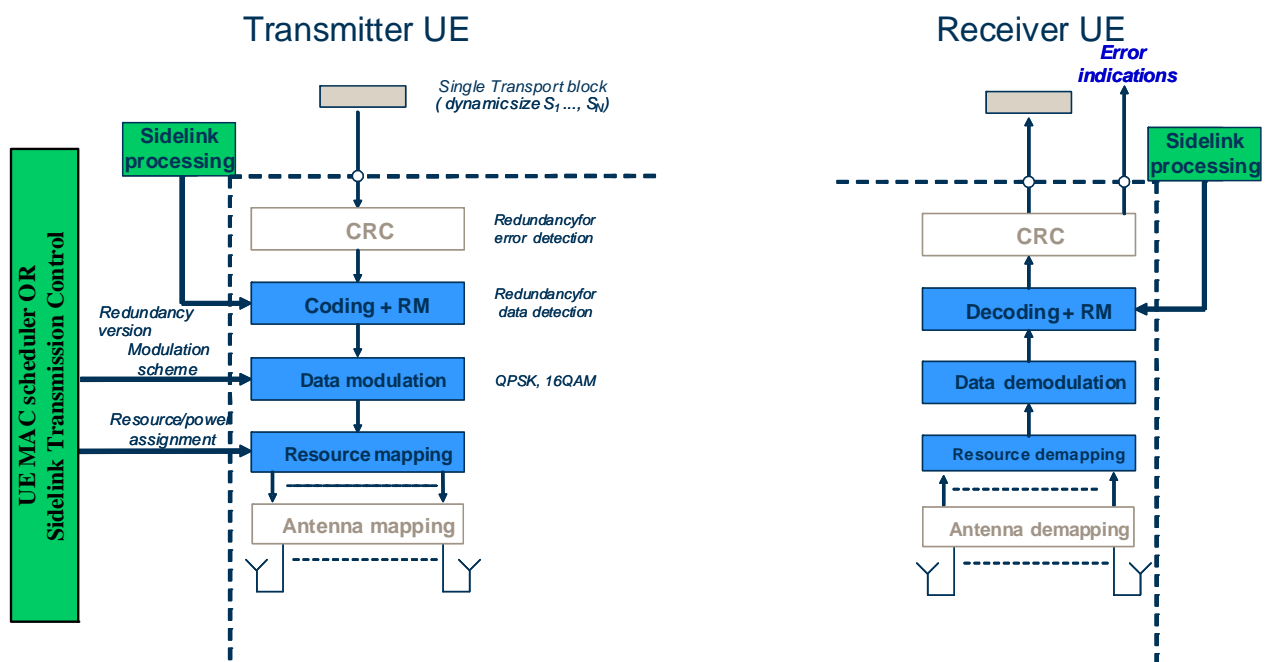 Transmitter UE
Single Transport block
( dynamicsize S1 ..., SN)
Sidelink
processing
CRC
Redundancyfor
error detection
Coding + RM
Redundancyfor
data detection
UE MAC scheduler OR
Sidelink Transmission Control
Redundancy
version
Modulation
scheme
Data modulation
QPSK, 16QAM
Resource/power
assignment
Resource mapping
Antenna mapping
Receiver UE
Error
indications
Sidelink
processing
CRC
Decoding + RM
Data demodulation
Resource demapping
Antenna demapping